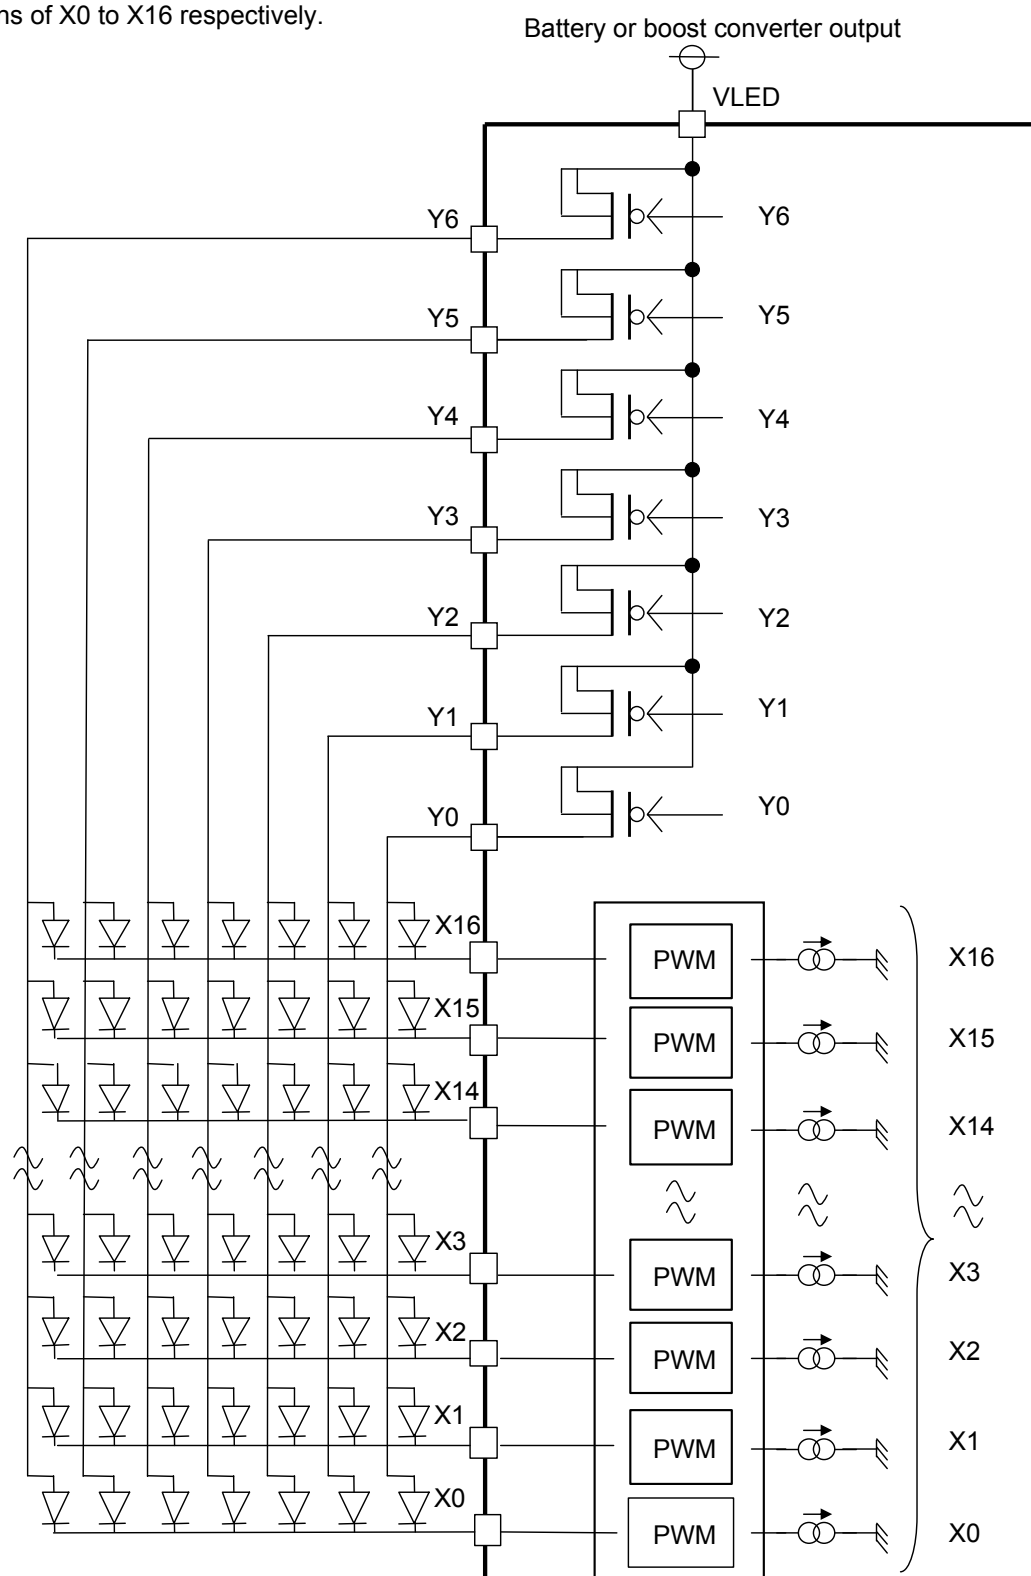 ns of X0 to X16 respectively.
Battery or boost converter output
VLED
Y6
Y6
Y5
Y5
Y4
Y4
Y3
Y3
Y2
Y2
Y1
Y1
Y0
Y0
X16
PWM
X16
X15
PWM
X15
X14
PWM
X14
X3
PWM
X3
X2
PWM
X2
X1
PWM
X1
X0
PWM
X0